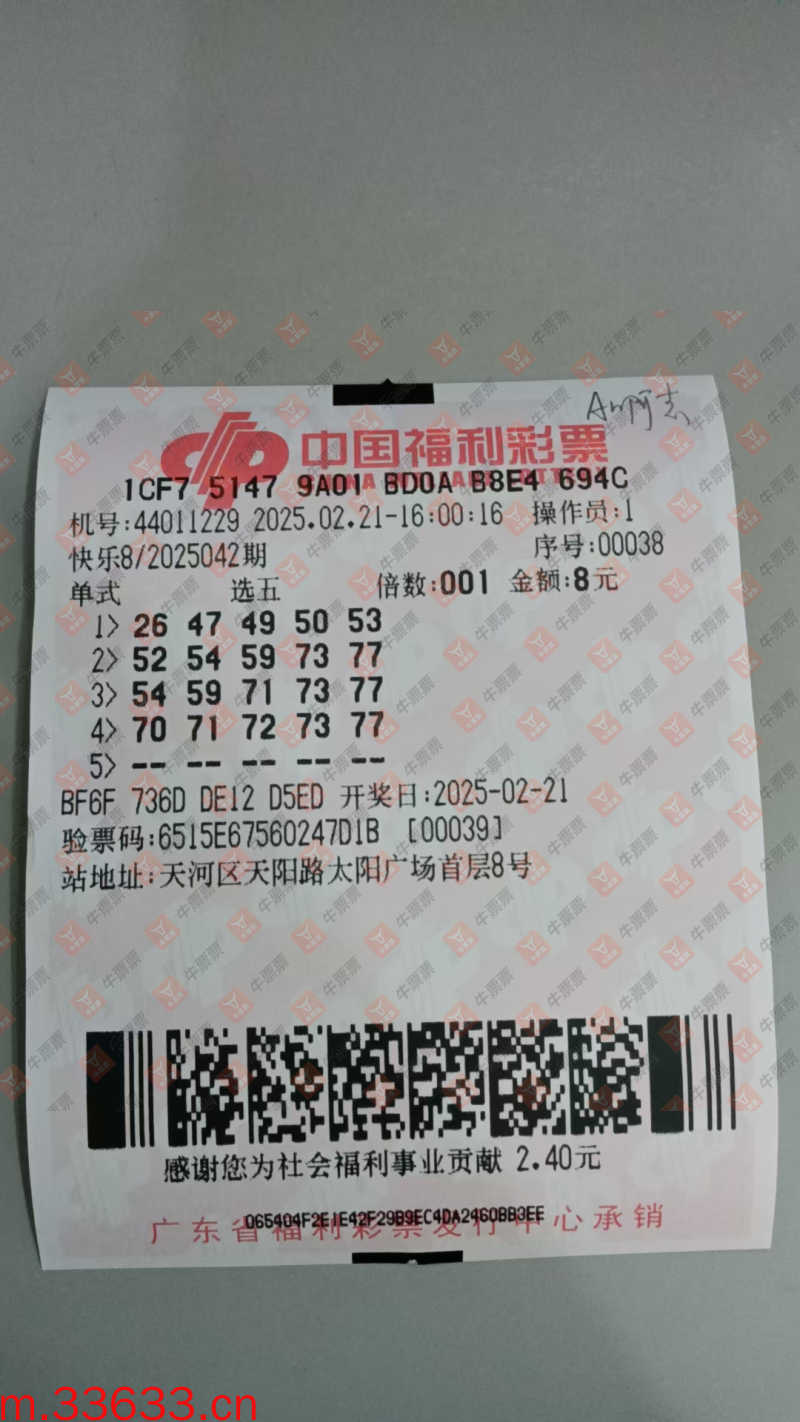 An阿志
中国福利彩票
1CF7 5147 9A01 BD0A B8E4 694C
机号:44011229 2025.02.21-16:00:16 操作员:1
快乐8/2025042期 序号:00038
单式 选五 倍数:001 金额:8元
1> 26 47 49 50 53
2> 52 54 59 73 77
3> 54 59 71 73 77
4> 70 71 72 73 77
5> -- -- -- -- --
BF6F 736D DE12 D5ED 开奖日:2025-02-21
验票码:6515E67560247D1B [00039]
站地址:天河区天阳路太阳广场首层8号
感谢您为社会福利事业贡献 2.40元
065404F2E1E42F29B9EC4DA2460BB3EE
广东省福利彩票发行中心承销
牛票票
m.33633.cn